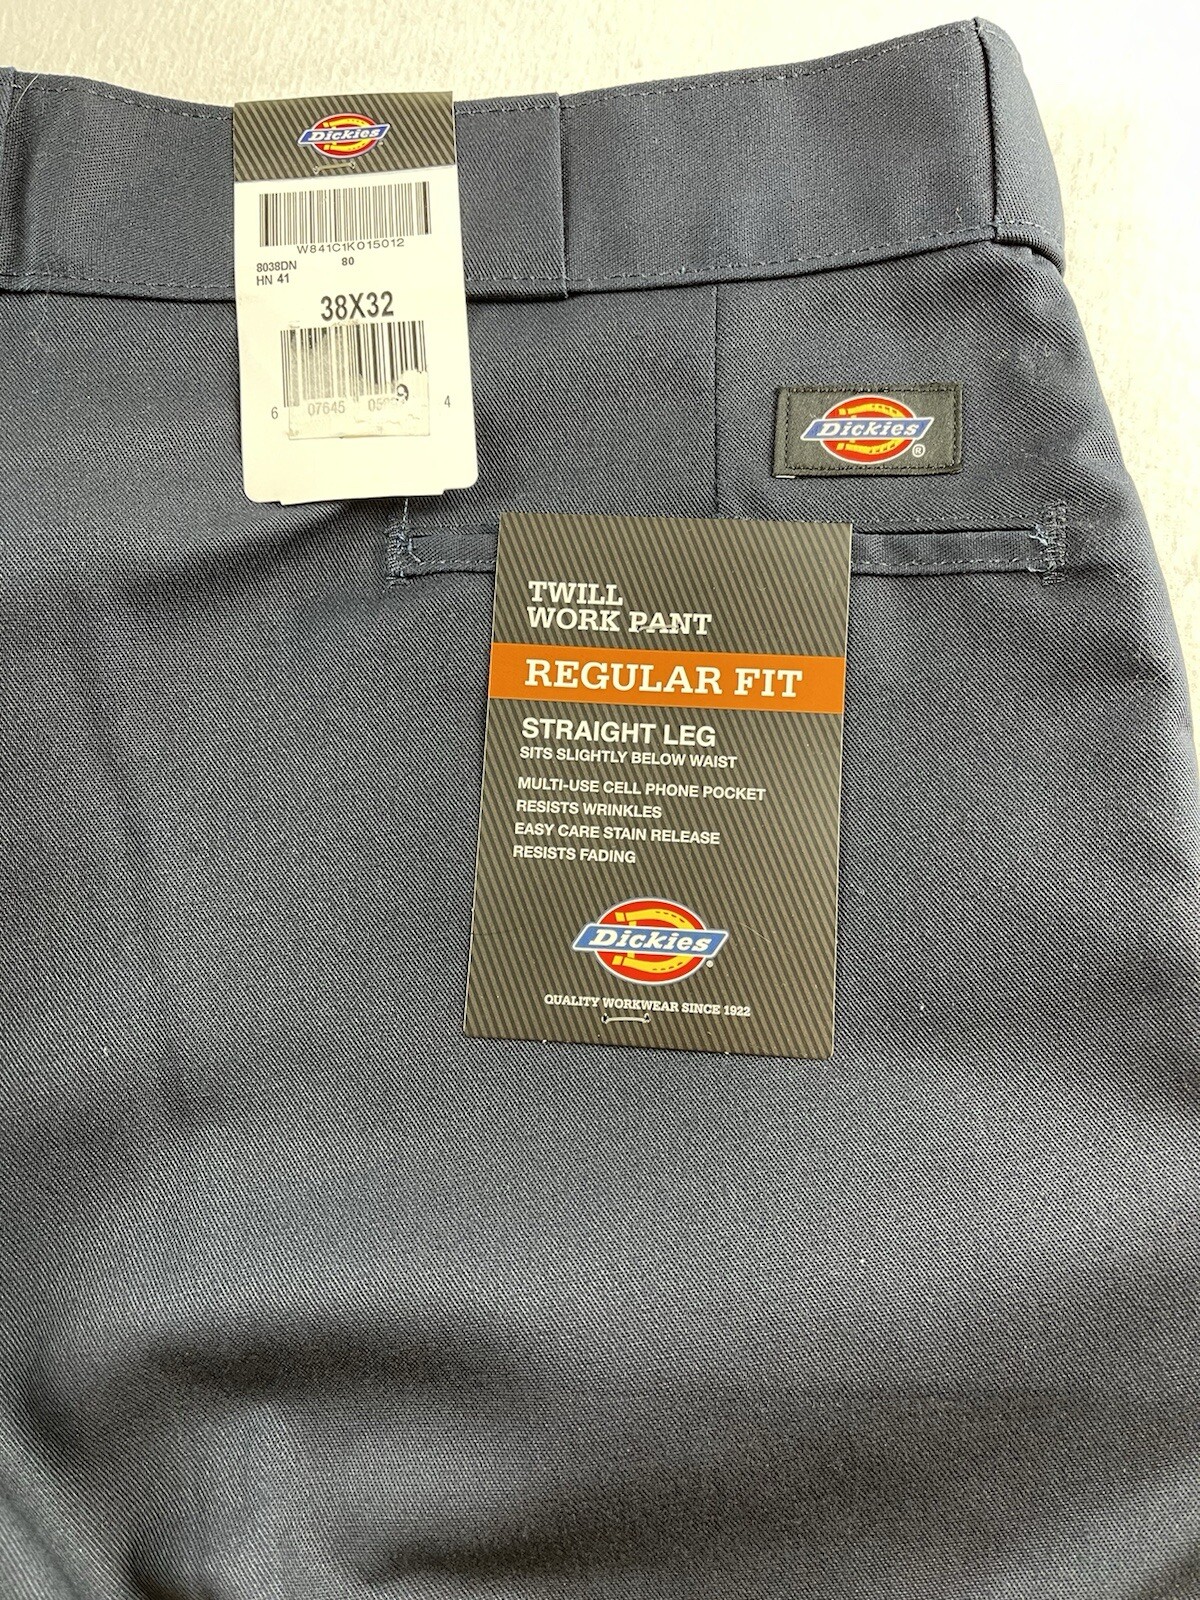 Dickies
W841C1K015012
8038DN 80
HN 41
38X32
9
6 07645 4
Dickies ®
TWILL
WORK PANT
REGULAR FIT
STRAIGHT LEG
SITS SLIGHTLY BELOW WAIST
MULTI-USE CELL PHONE POCKET
RESISTS WRINKLES
EASY CARE STAIN RELEASE
RESISTS FADING
Dickies
QUALITY WORKWEAR SINCE 1922